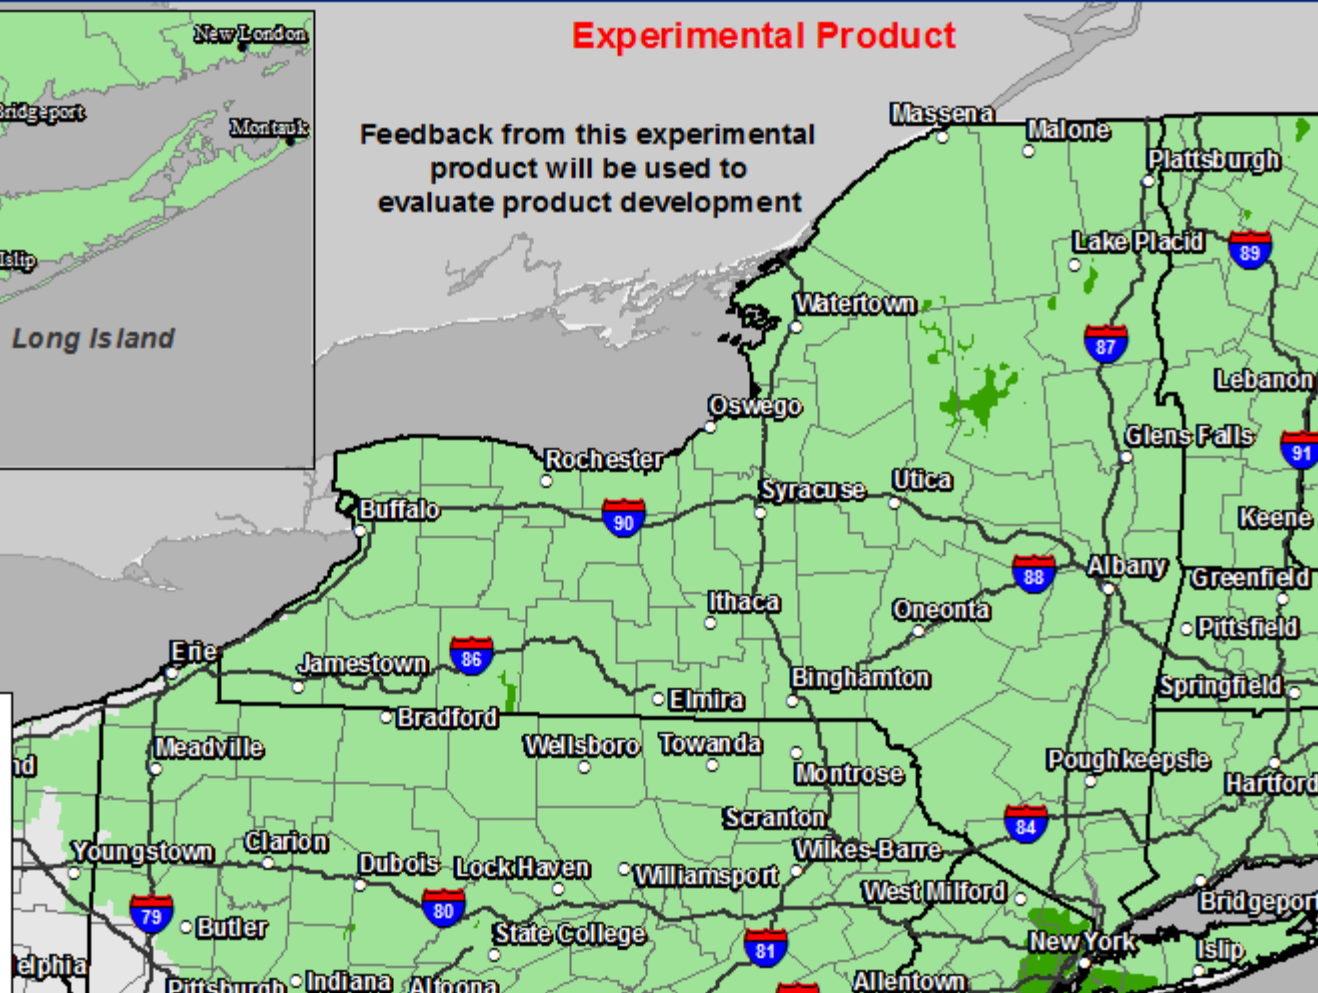 Experimental Product
Feedback from this experimental
product will be used to
evaluate product development
New London
Bridgeport
Montauk
Islip
Long Island
Massena
Malone
Plattsburgh
Lake Placid
89
Watertown
87
Lebanon
Oswego
Glens Falls
91
Rochester
Syracuse
Utica
Buffalo
90
Keene
88
Albany
Greenfield
Ithaca
Oneonta
Pittsfield
Erie
Jamestown
86
Binghamton
Springfield
Elmira
Bradford
Meadville
Wellsboro
Towanda
Montrose
Poughkeepsie
Hartford
nd
Scranton
84
Youngstown
Clarion
Dubois
Lock Haven
Williamsport
Wilkes-Barre
West Milford
Bridgeport
79
80
Butler
State College
81
New York
Islip
elphia
Pittsburgh
Indiana
Altoona
Allentown